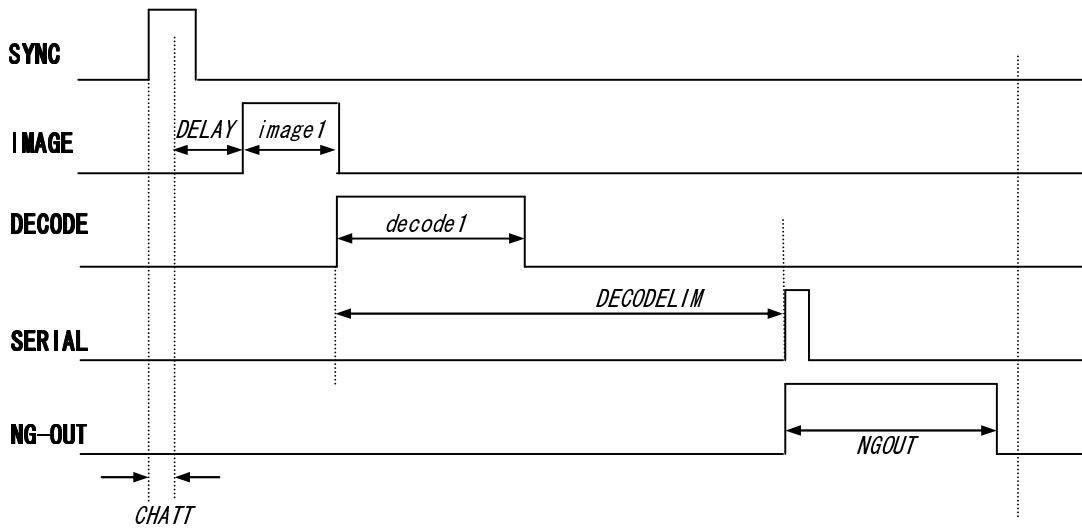 SYNC
DELAY image1
IMAGE
decode1
DECODE
DECODELIM
SERIAL
NG-OUT
NGOUT
CHATT